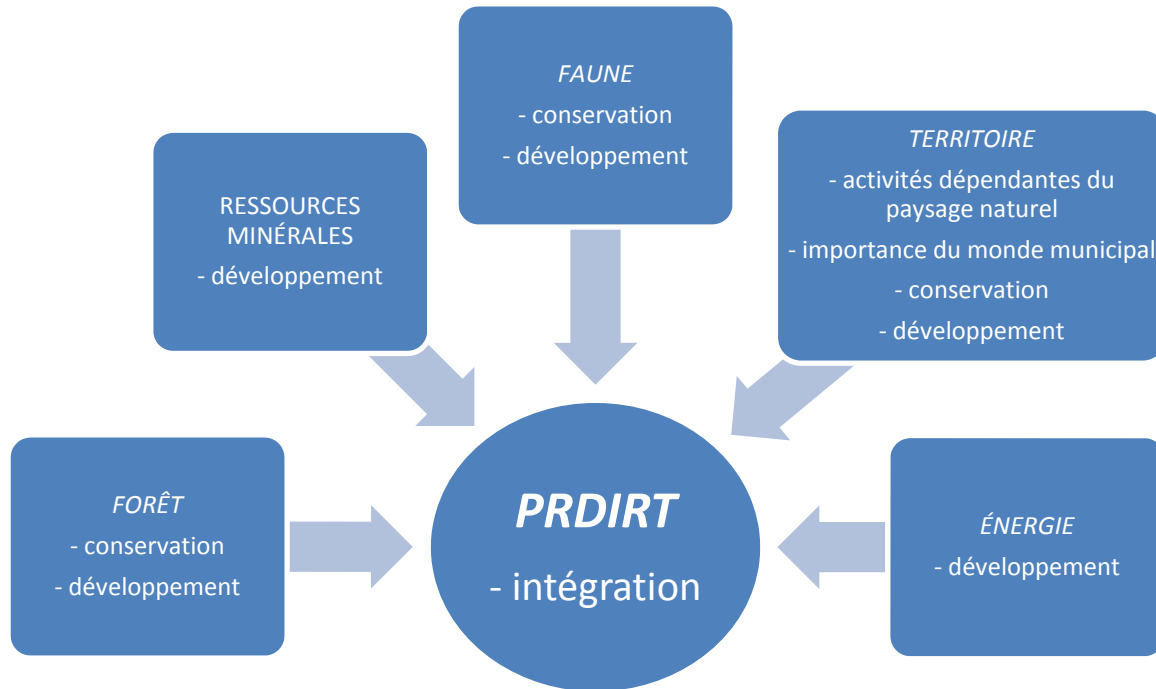 FAUNE
- conservation
- développement
TERRITOIRE
- activités dépendantes du
paysage naturel
- importance du monde municipal
- conservation
- développement
RESSOURCES
MINÉRALES
- développement
FORÊT
- conservation
- développement
PRDIRT
- intégration
ÉNERGIE
- développement